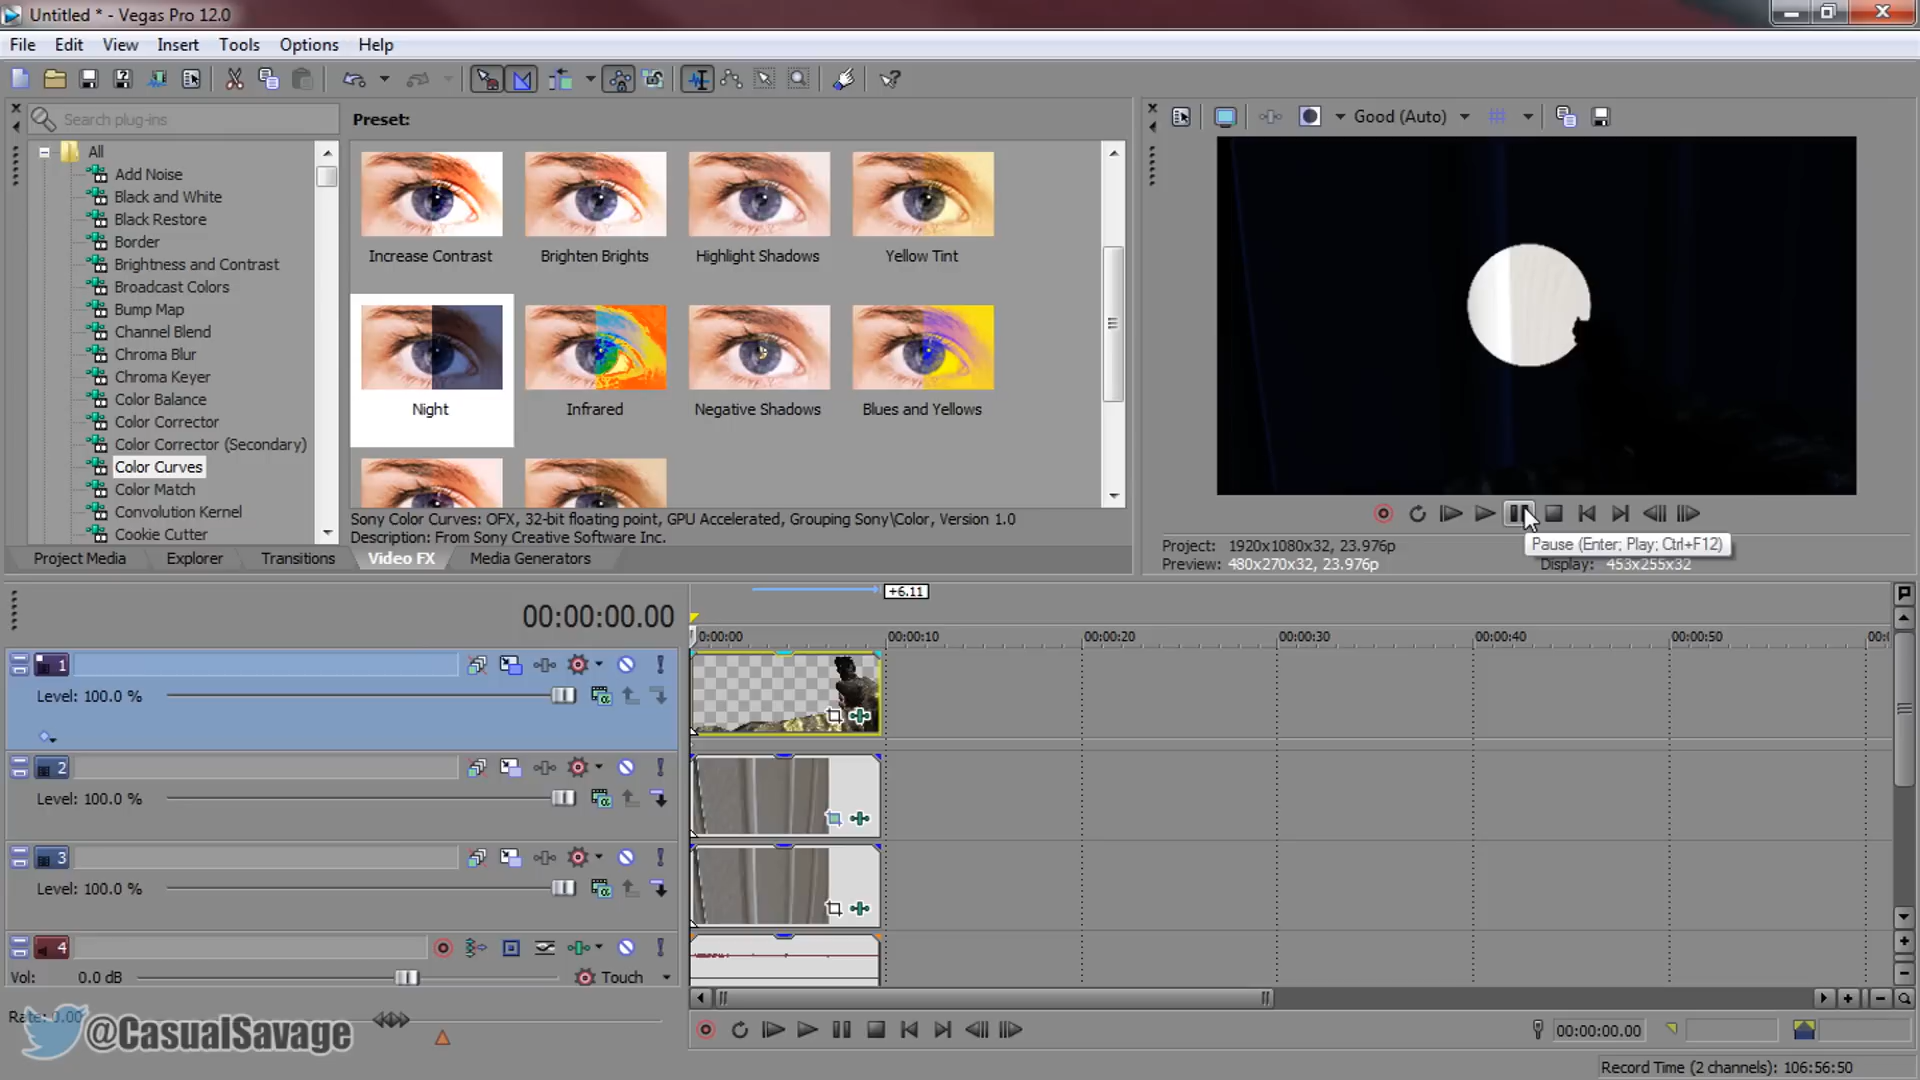 Untitled * - Vegas Pro 12.0
File Edit View Insert Tools Options Help
Search plug-ins
Preset:
Good (Auto)
All
Add Noise
Black and White
Black Restore
Border
Brightness and Contrast
Broadcast Colors
Bump Map
Channel Blend
Chroma Blur
Chroma Keyer
Color Balance
Color Corrector
Color Corrector (Secondary)
Color Curves
Color Match
Convolution Kernel
Cookie Cutter
Increase Contrast Brighten Brights Highlight Shadows Yellow Tint
Night Infrared Negative Shadows Blues and Yellows
Sony Color Curves: OFX, 32-bit floating point, GPU Accelerated, Grouping Sony\Color, Version 1.0
Description: From Sony Creative Software Inc.
Project Media Explorer Transitions Video FX Media Generators
Pause (Enter; Play; Ctrl+F12)
Project: 1920x1080x32, 23.976p
Preview: 480x270x32, 23.976p Display: 453x255x32
+6.11
00:00:00.00
0:00:00 00:00:10 00:00:20 00:00:30 00:00:40 00:00:50
1
Level: 100.0 %
2
Level: 100.0 %
3
Level: 100.0 %
4
Vol: 0.0 dB Touch
Rate: 0.00
@CasualSavage
00:00:00.00
Record Time (2 channels): 106:56:50